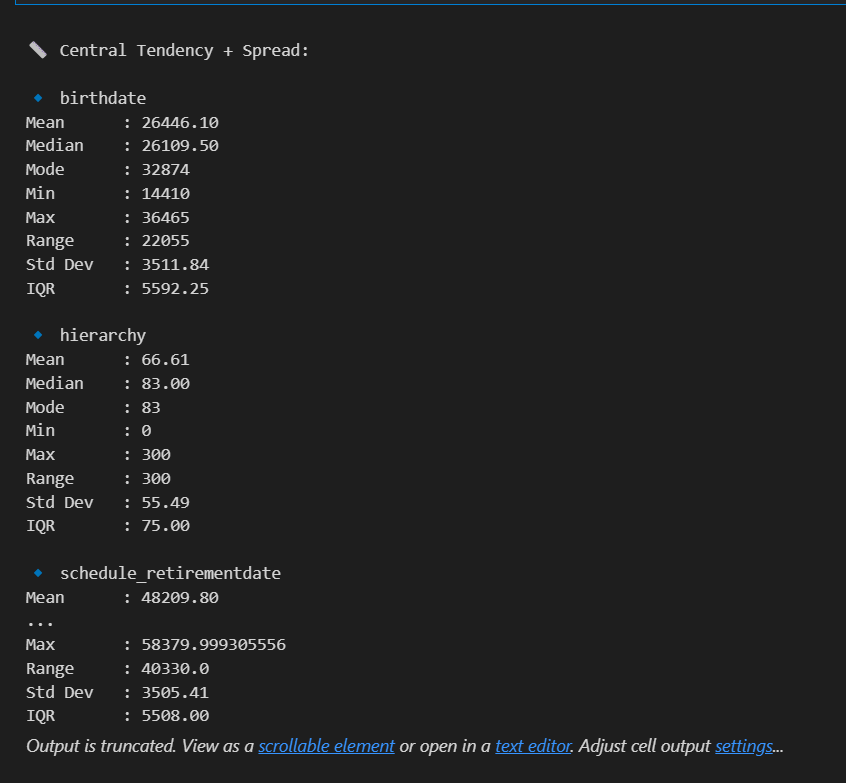 📏 Central Tendency + Spread:
🔹 birthdate
Mean : 26446.10
Median : 26109.50
Mode : 32874
Min : 14410
Max : 36465
Range : 22055
Std Dev : 3511.84
IQR : 5592.25
🔹 hierarchy
Mean : 66.61
Median : 83.00
Mode : 83
Min : 0
Max : 300
Range : 300
Std Dev : 55.49
IQR : 75.00
🔹 schedule_retirementdate
Mean : 48209.80
...
Max : 58379.999305556
Range : 40330.0
Std Dev : 3505.41
IQR : 5508.00
Output is truncated. View as a scrollable element or open in a text editor. Adjust cell output settings...